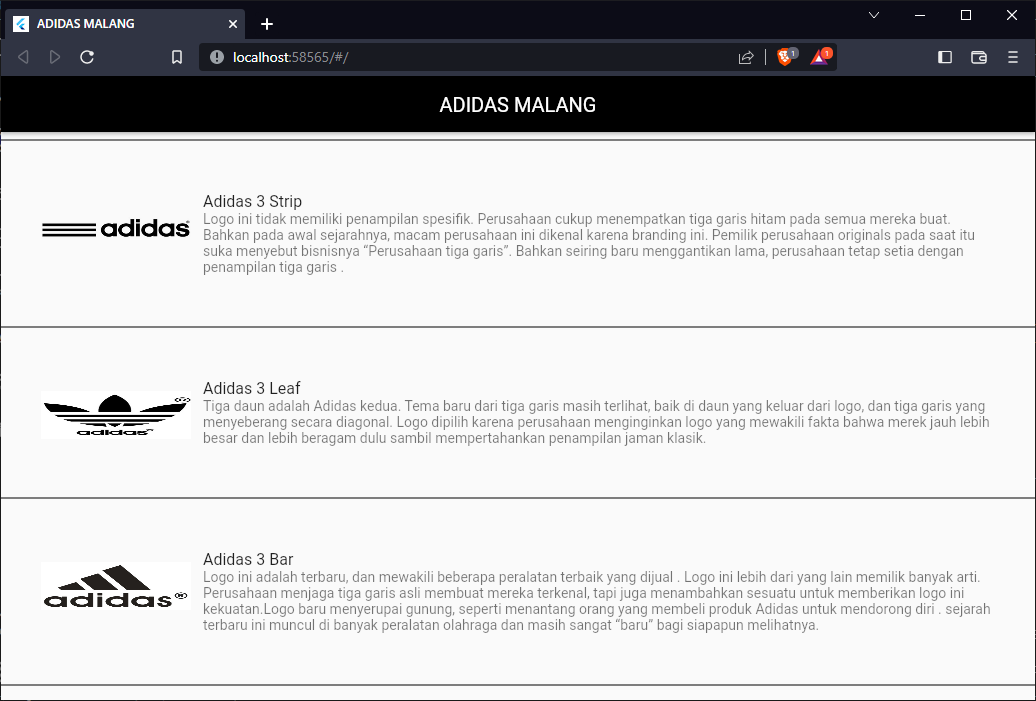 ADIDAS MALANG
localhost:58565/#/
1
1
ADIDAS MALANG
adidas
Adidas 3 Strip
Logo ini tidak memiliki penampilan spesifik. Perusahaan cukup menempatkan tiga garis hitam pada semua mereka buat.
Bahkan pada awal sejarahnya, macam perusahaan ini dikenal karena branding ini. Pemilik perusahaan originals pada saat itu
suka menyebut bisnisnya “Perusahaan tiga garis”. Bahkan seiring baru menggantikan lama, perusahaan tetap setia dengan
penampilan tiga garis .
adidas
Adidas 3 Leaf
Tiga daun adalah Adidas kedua. Tema baru dari tiga garis masih terlihat, baik di daun yang keluar dari logo, dan tiga garis yang
menyeberang secara diagonal. Logo dipilih karena perusahaan menginginkan logo yang mewakili fakta bahwa merek jauh lebih
besar dan lebih beragam dulu sambil mempertahankan penampilan jaman klasik.
adidas®
Adidas 3 Bar
Logo ini adalah terbaru, dan mewakili beberapa peralatan terbaik yang dijual . Logo ini lebih dari yang lain memilik banyak arti.
Perusahaan menjaga tiga garis asli membuat mereka terkenal, tapi juga menambahkan sesuatu untuk memberikan logo ini
kekuatan.Logo baru menyerupai gunung, seperti menantang orang yang membeli produk Adidas untuk mendorong diri . sejarah
terbaru ini muncul di banyak peralatan olahraga dan masih sangat “baru” bagi siapapun melihatnya.